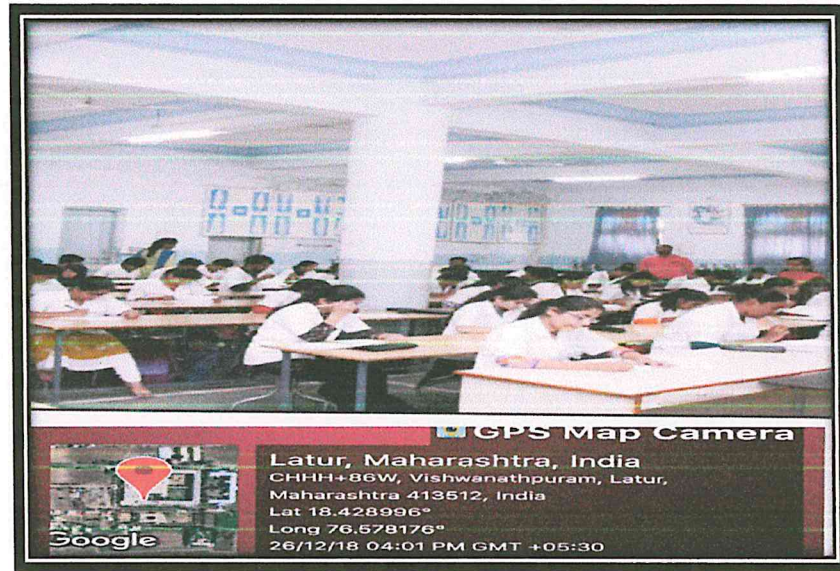 GPS Map Camera
Latur, Maharashtra, India
CHHH+86W, Vishwanathpuram, Latur,
Maharashtra 413512, India
Lat 18.428996°
Long 76.578176°
26/12/18 04:01 PM GMT +05:30
Google